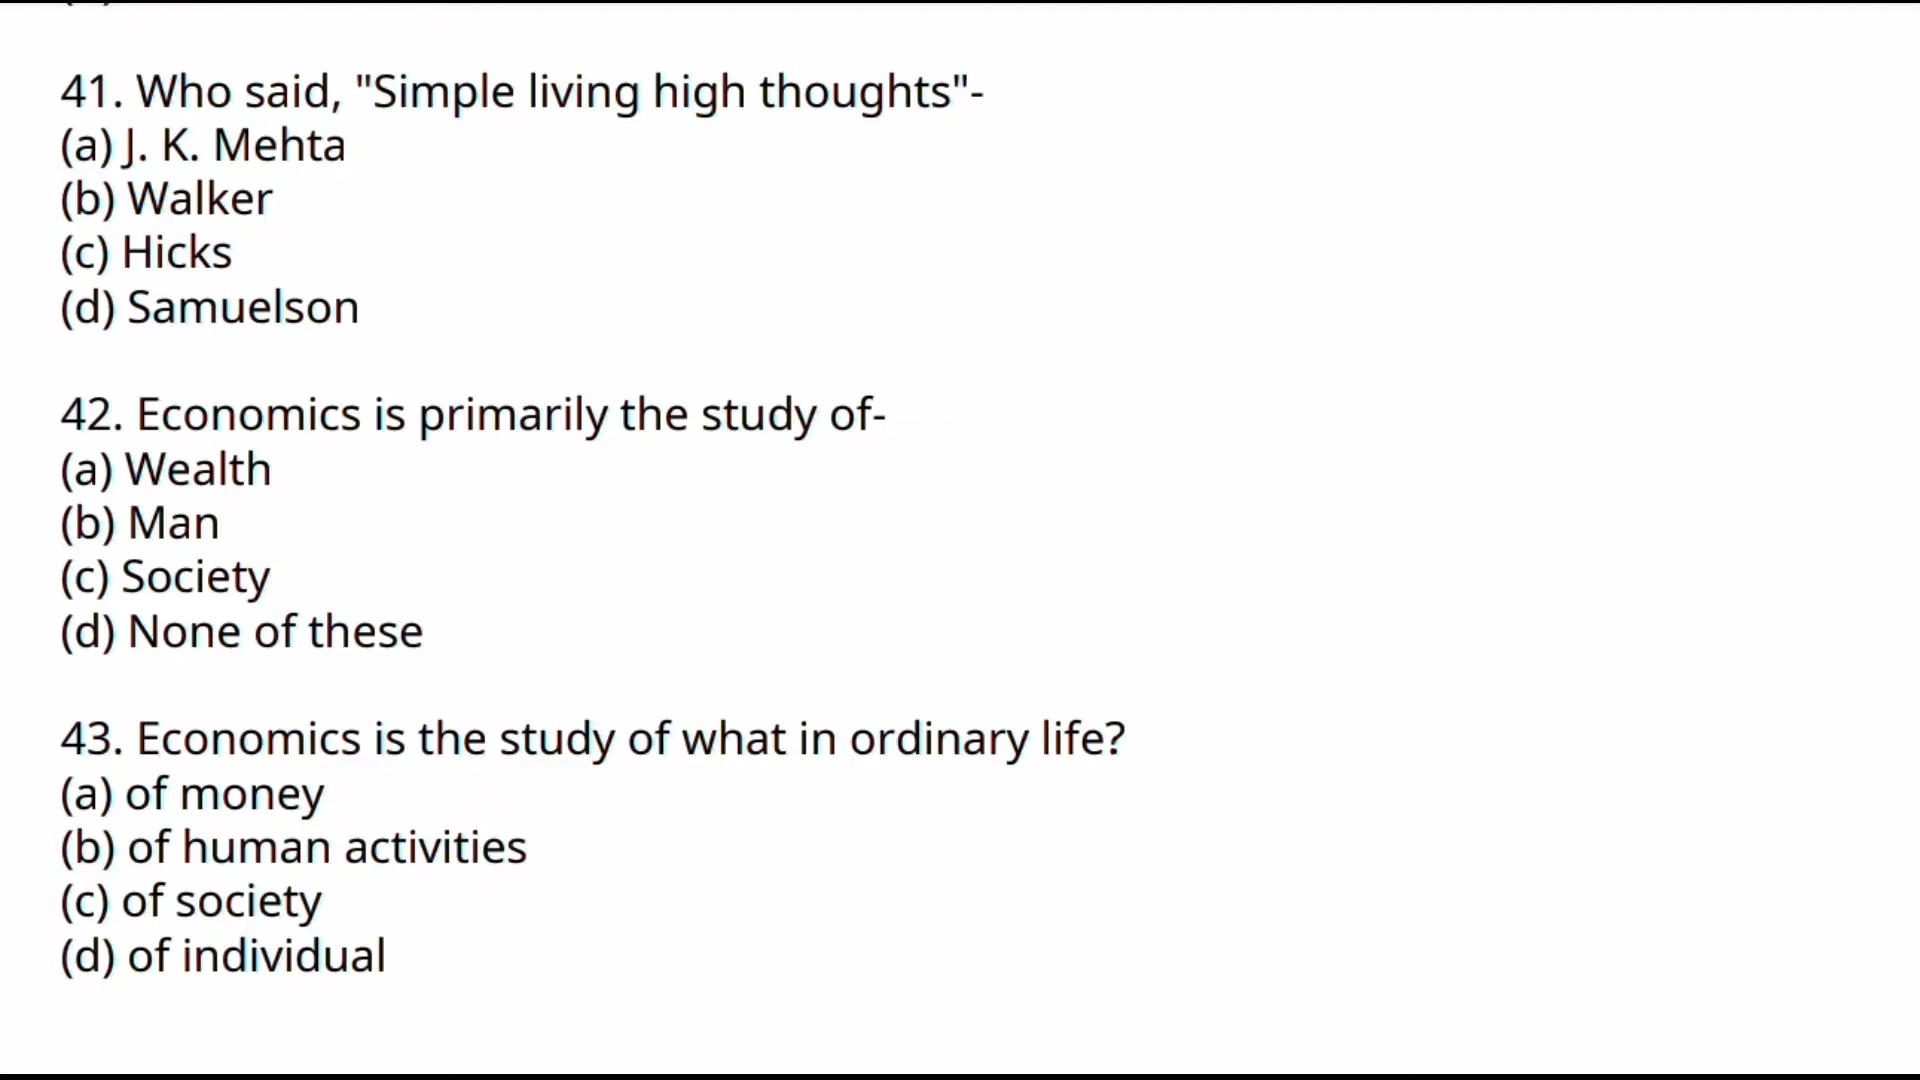 41. Who said, "Simple living high thoughts"-
(a) J. K. Mehta
(b) Walker
(c) Hicks
(d) Samuelson
42. Economics is primarily the study of-
(a) Wealth
(b) Man
(c) Society
(d) None of these
43. Economics is the study of what in ordinary life?
(a) of money
(b) of human activities
(c) of society
(d) of individual